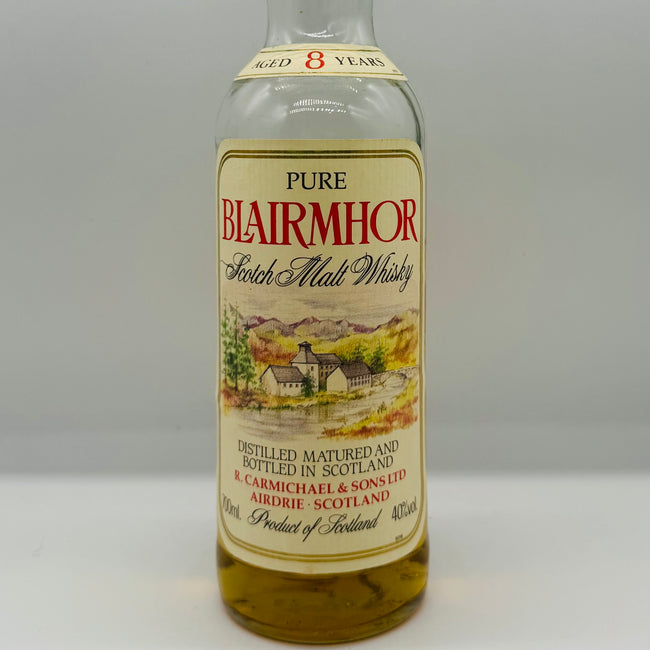 AGED 8 YEARS
PURE
BLAIRMHOR
Scotch Malt Whisky
DISTILLED MATURED AND
BOTTLED IN SCOTLAND
R. CARMICHAEL & SONS LTD
AIRDRIE · SCOTLAND
700ml. Product of Scotland 40%vol.